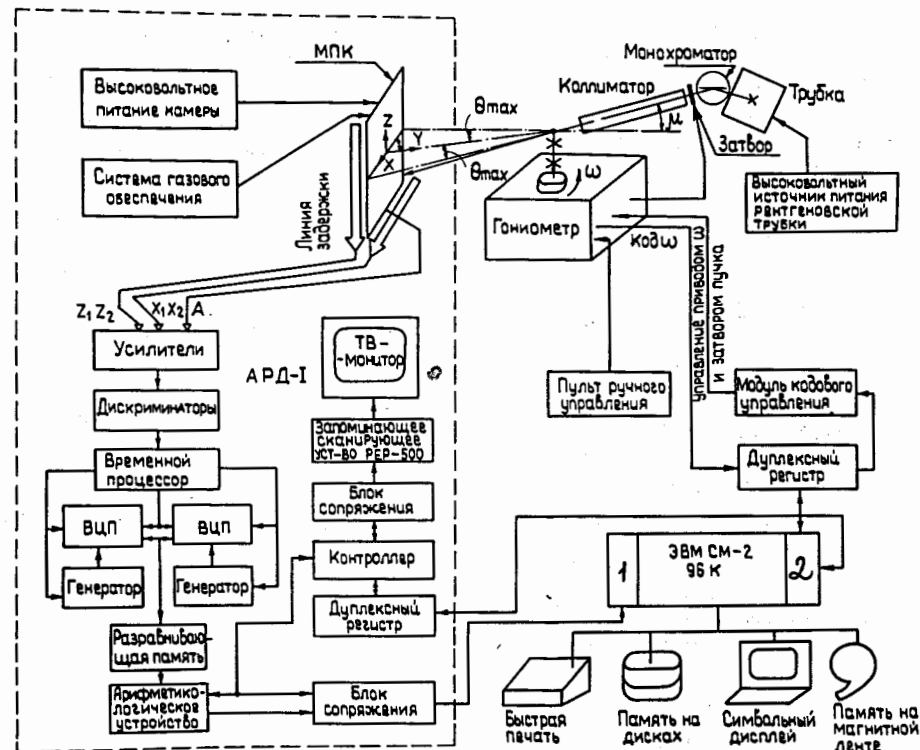 МПК
Высоковольтное
питание камеры
Система газового
обеспечения
Линия
задержки
Z
Y
X
θmax
θmax
Коллиматор
Монохроматор
Трубка
μ
Затвор
Высоковольтный
источник питания
рентгеновской
трубки
ω
Гониометр
код ω
управление приводом ω
и затвором пучка
Пульт ручного
управления
Модуль кодового
управления
Дуплексный
регистр
Z₁ Z₂
X₁ X₂
A
Усилители
Дискриминаторы
Временной
процессор
ВЦП
ВЦП
Генератор
Генератор
Разравниваю-
щая память
Арифметико-
логическое
устройство
АРД-I
ТВ-
-монитор
Запоминающее
сканирующее
уст-во РЕР-500
Блок
сопряжения
Контроллер
Дуплексный
регистр
Блок
сопряжения
1
ЭВМ СМ-2
96 К
2
Быстрая
печать
Память на
дисках
Символьный
дисплей
Память на
магнитной
ленте